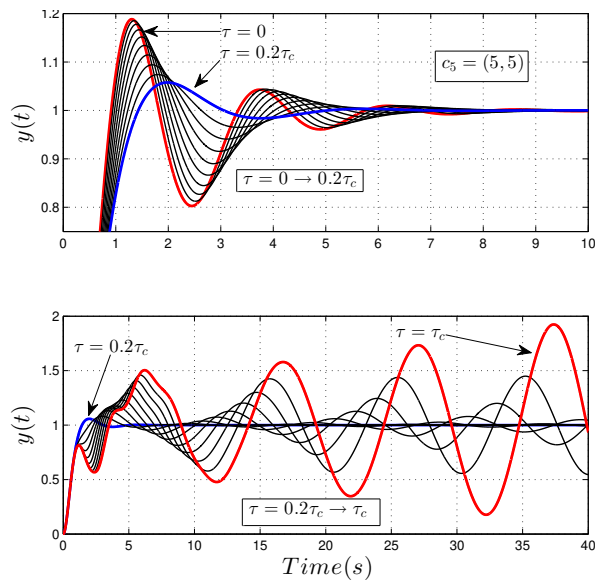 1.2
1.1
1
0.9
0.8
y(t)
τ = 0
τ = 0.2τ_c
c_5 = (5, 5)
τ = 0 → 0.2τ_c
0 1 2 3 4 5 6 7 8 9 10
2
1.5
1
0.5
0
y(t)
τ = 0.2τ_c
τ = τ_c
τ = 0.2τ_c → τ_c
0 5 10 15 20 25 30 35 40
Time(s)